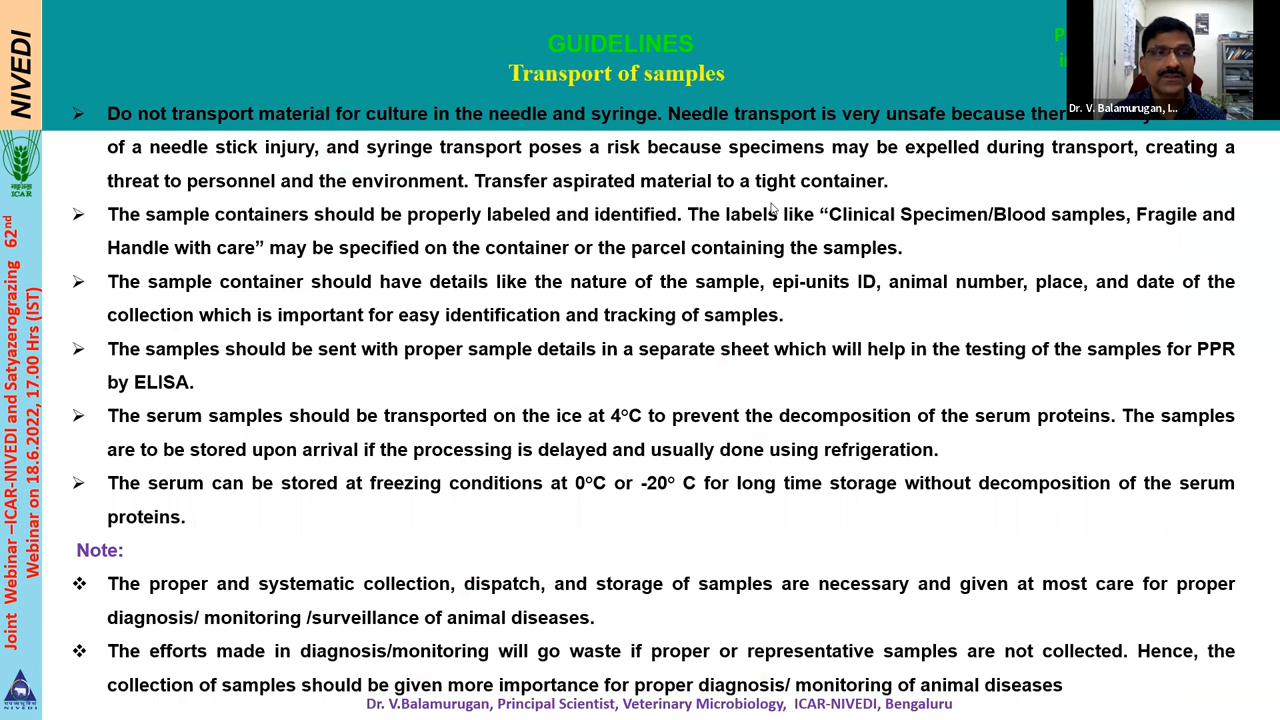 GUIDELINES
Transport of samples
Dr. V. Balamurugan, I...
➢ Do not transport material for culture in the needle and syringe. Needle transport is very unsafe because
of a needle stick injury, and syringe transport poses a risk because specimens may be expelled during transport, creating a
threat to personnel and the environment. Transfer aspirated material to a tight container.
➢ The sample containers should be properly labeled and identified. The labels like “Clinical Specimen/Blood samples, Fragile and
Handle with care” may be specified on the container or the parcel containing the samples.
➢ The sample container should have details like the nature of the sample, epi-units ID, animal number, place, and date of the
collection which is important for easy identification and tracking of samples.
➢ The samples should be sent with proper sample details in a separate sheet which will help in the testing of the samples for PPR
by ELISA.
➢ The serum samples should be transported on the ice at 4°C to prevent the decomposition of the serum proteins. The samples
are to be stored upon arrival if the processing is delayed and usually done using refrigeration.
➢ The serum can be stored at freezing conditions at 0°C or -20° C for long time storage without decomposition of the serum
proteins.
Note:
❖ The proper and systematic collection, dispatch, and storage of samples are necessary and given at most care for proper
diagnosis/ monitoring /surveillance of animal diseases.
❖ The efforts made in diagnosis/monitoring will go waste if proper or representative samples are not collected. Hence, the
collection of samples should be given more importance for proper diagnosis/ monitoring of animal diseases
Dr. V.Balamurugan, Principal Scientist, Veterinary Microbiology, ICAR-NIVEDI, Bengaluru
NIVEDI
ICAR
Joint Webinar –ICAR-NIVEDI and Satyazerograzing 62nd
Webinar on 18.6.2022, 17.00 Hrs (IST)
NIVEDI